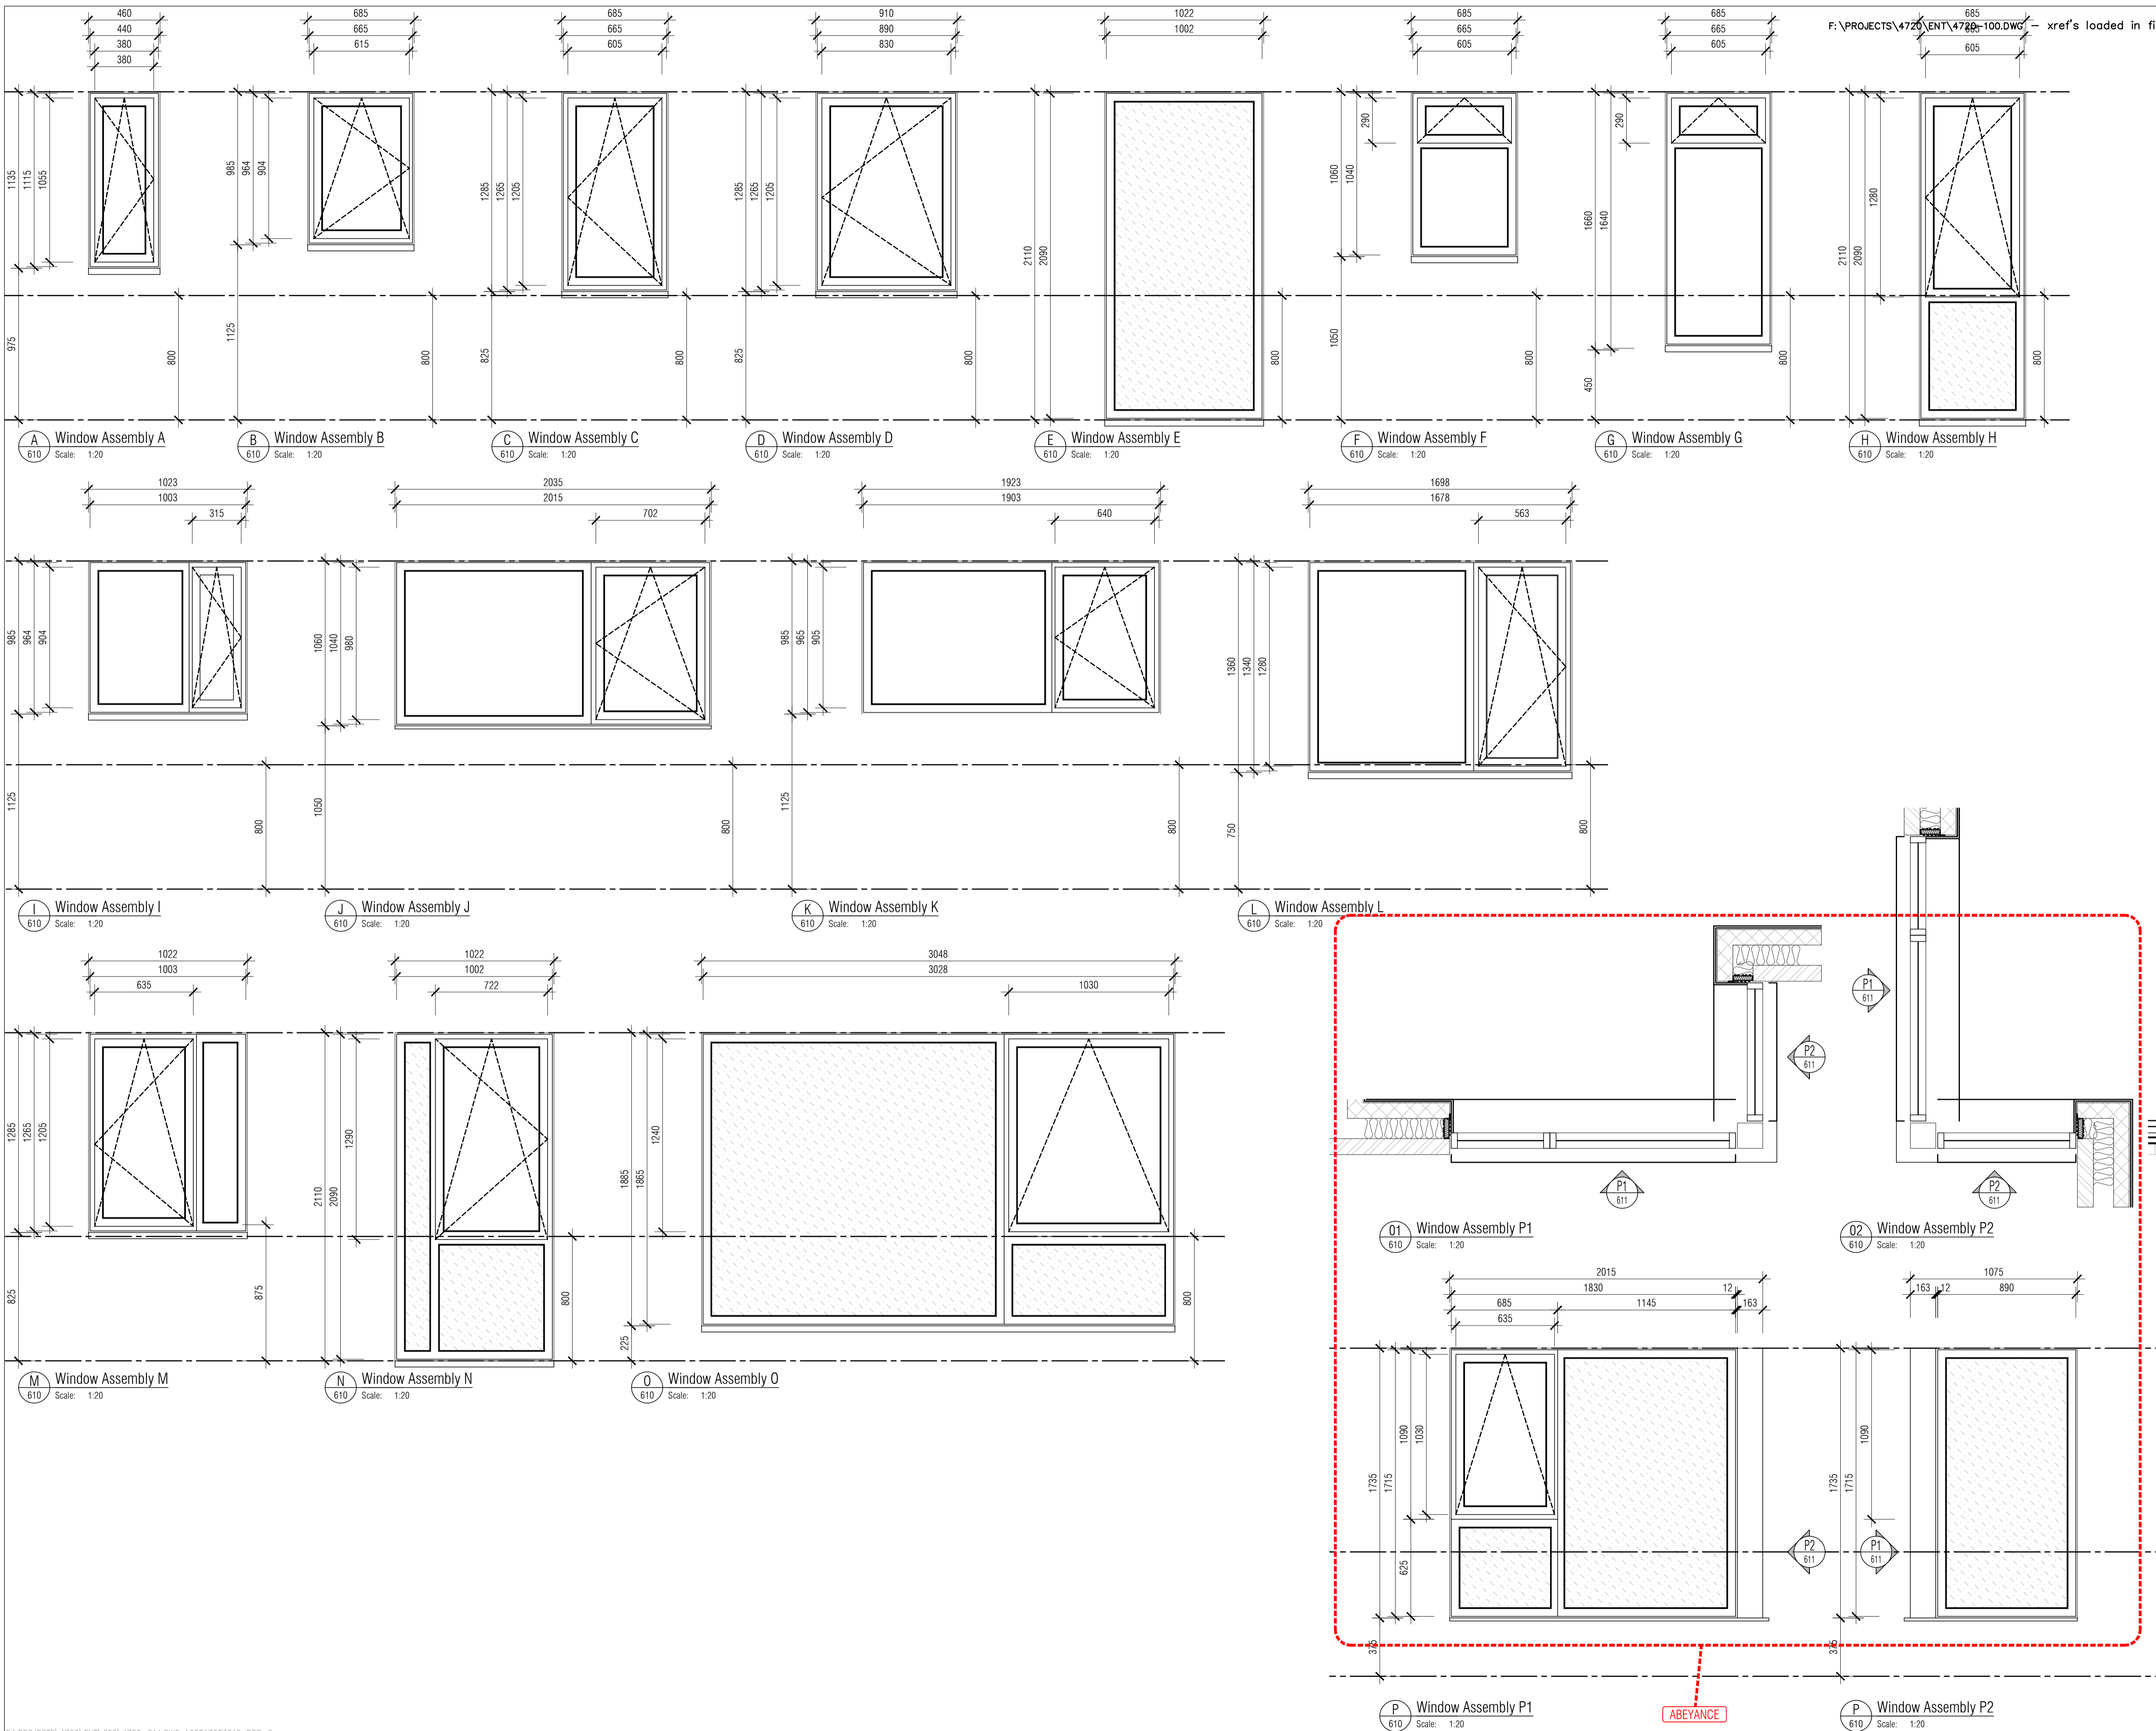 F:\PROJECTS\4720\ENT\4720-100.DWG – xref's loaded in fi
460
440
380
380
1135
1115
1055
975
800
A
610
Window Assembly A
Scale: 1:20
685
665
615
985
964
904
1125
800
B
610
Window Assembly B
Scale: 1:20
685
665
605
1285
1265
1205
825
800
C
610
Window Assembly C
Scale: 1:20
910
890
830
1285
1265
1205
825
800
D
610
Window Assembly D
Scale: 1:20
1022
1002
2110
2090
800
E
610
Window Assembly E
Scale: 1:20
685
665
605
290
1060
1040
1050
800
F
610
Window Assembly F
Scale: 1:20
685
665
605
290
1660
1640
450
800
G
610
Window Assembly G
Scale: 1:20
685
605
1280
2110
2090
800
H
610
Window Assembly H
Scale: 1:20
1023
1003
315
985
964
904
1125
800
I
610
Window Assembly I
Scale: 1:20
2035
2015
702
1060
1040
980
1050
800
J
610
Window Assembly J
Scale: 1:20
1923
1903
640
985
965
905
1125
800
K
610
Window Assembly K
Scale: 1:20
1698
1678
563
1360
1340
1280
750
800
L
610
Window Assembly L
Scale: 1:20
1022
1003
635
1285
1265
1205
825
875
M
610
Window Assembly M
Scale: 1:20
1022
1002
722
2110
2090
1290
800
N
610
Window Assembly N
Scale: 1:20
3048
3028
1030
1885
1865
1240
225
800
O
610
Window Assembly O
Scale: 1:20
P2
611
P1
611
01
610
Window Assembly P1
Scale: 1:20
P1
611
P2
611
02
610
Window Assembly P2
Scale: 1:20
2015
1830
12
685
1145
163
635
1735
1715
1090
1030
625
375
P2
611
P
610
Window Assembly P1
Scale: 1:20
ABEYANCE
1075
163
12
890
1735
1715
1090
375
P1
611
P
610
Window Assembly P2
Scale: 1:20